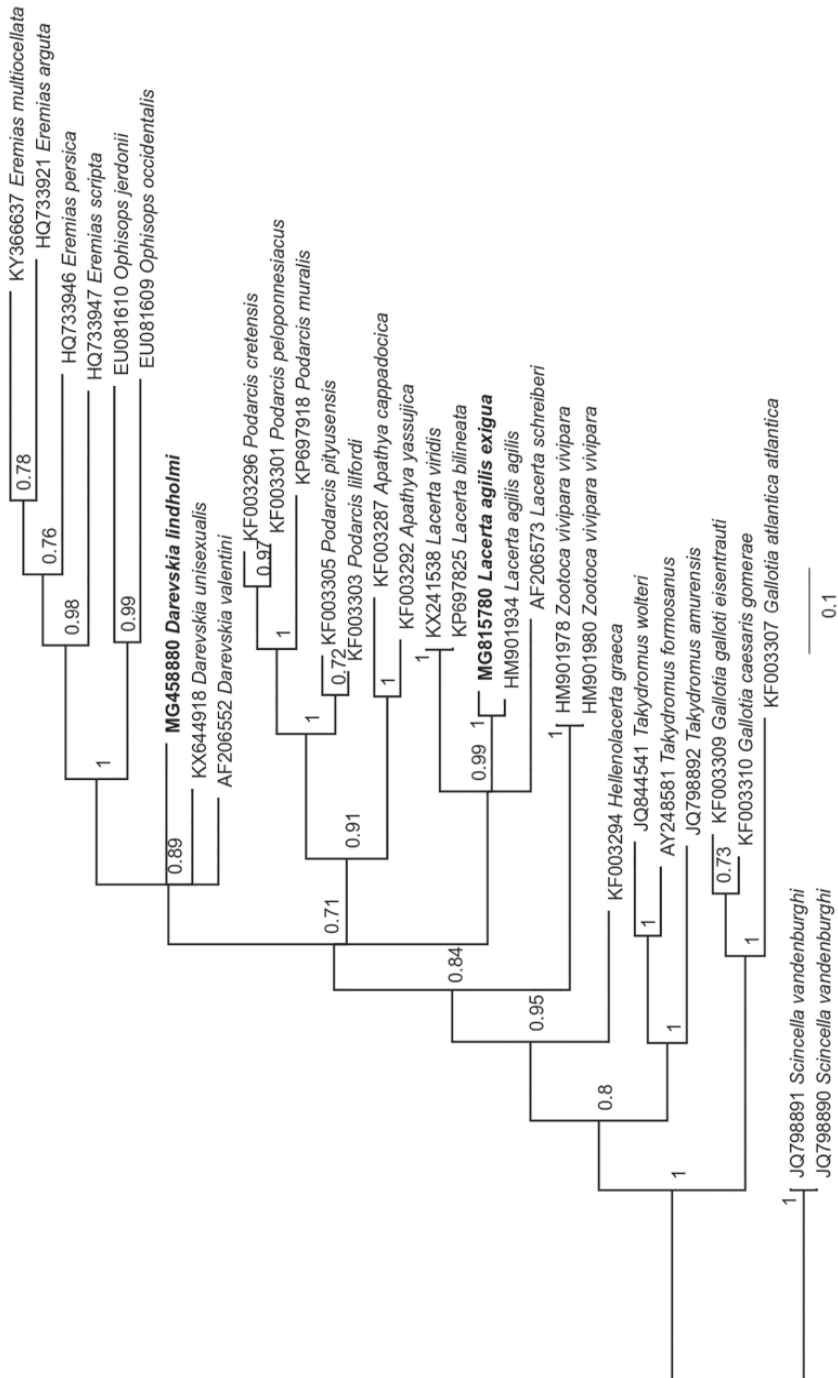 KY366637 Eremias multiocellata
0.78
HQ733921 Eremias arguta
0.76
HQ733946 Eremias persica
0.98
HQ733947 Eremias scripta
1
EU081610 Ophisops jerdonii
0.99
EU081609 Ophisops occidentalis
MG458880 Darevskia lindholmi
0.89
KX644918 Darevskia unisexualis
AF206552 Darevskia valentini
KF003296 Podarcis cretensis
0.97
KF003301 Podarcis peloponnesiacus
1
KP697918 Podarcis muralis
1
KF003305 Podarcis pityusensis
0.72
KF003303 Podarcis lilfordi
0.91
0.71
KF003287 Apathya cappadocica
1
KF003292 Apathya yassujica
KX241538 Lacerta viridis
1
KP697825 Lacerta bilineata
0.99
MG815780 Lacerta agilis exigua
1
HM901934 Lacerta agilis agilis
AF206573 Lacerta schreiberi
0.84
HM901978 Zootoca vivipara vivipara
1
HM901980 Zootoca vivipara vivipara
0.95
KF003294 Hellenolacerta graeca
0.8
JQ844541 Takydromus wolteri
1
AY248581 Takydromus formosanus
1
JQ798892 Takydromus amurensis
1
KF003309 Gallotia galloti eisentrauti
0.73
KF003310 Gallotia caesaris gomerae
1
KF003307 Gallotia atlantica atlantica
JQ798891 Scincella vandenburghi
1
JQ798890 Scincella vandenburghi
0.1